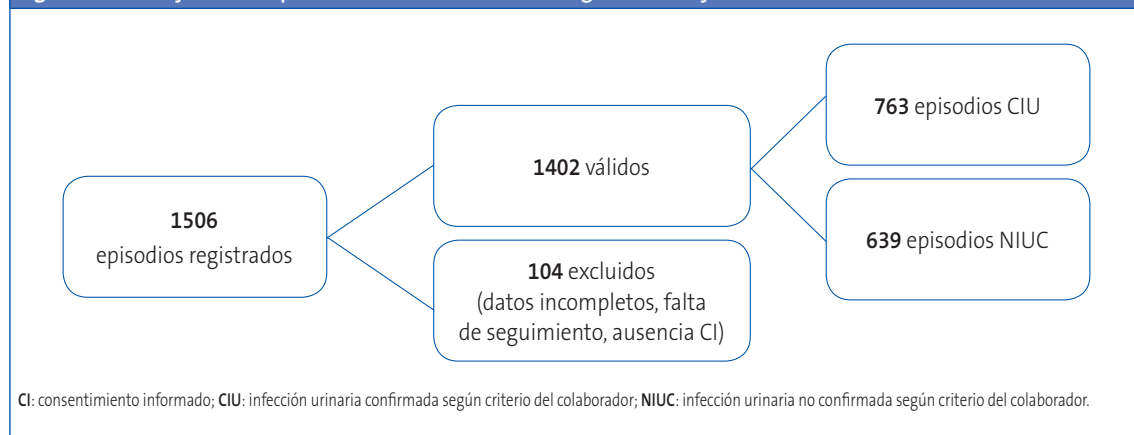 1506
episodios registrados
1402 válidos
104 excluidos
(datos incompletos, falta
de seguimiento, ausencia CI)
763 episodios CIU
639 episodios NIUC
CI: consentimiento informado; CIU: infección urinaria confirmada según criterio del colaborador; NIUC: infección urinaria no confirmada según criterio del colaborador.